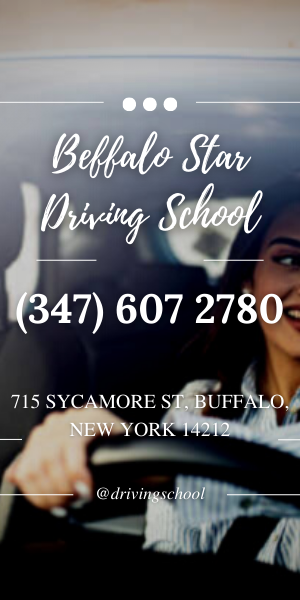 Beffalo Star
Driving School
(347) 607 2780
715 SYCAMORE ST, BUFFALO,
NEW YORK 14212
@drivingschool